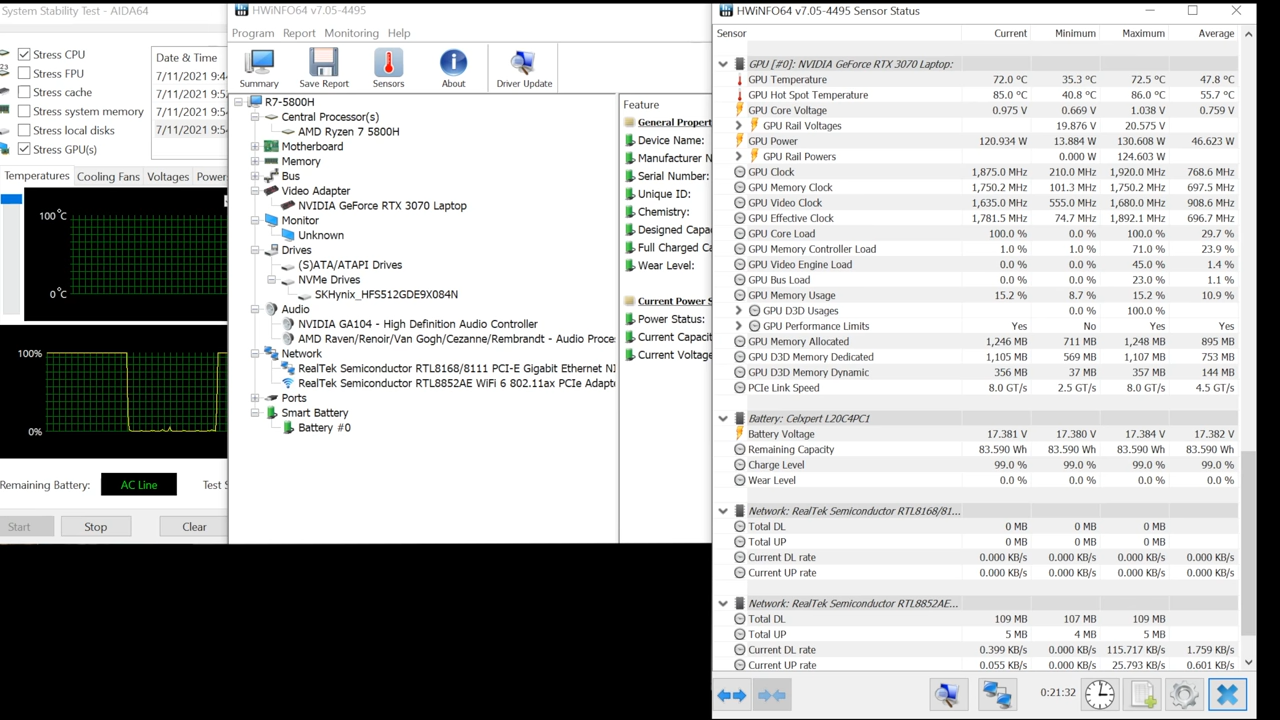 System Stability Test - AIDA64
Stress CPU
Stress FPU
Stress cache
Stress system memory
Stress local disks
Stress GPU(s)
Date & Time
7/11/2021 9:4
7/11/2021 9:4
7/11/2021 9:5
7/11/2021 9:54
Temperatures Cooling Fans Voltages Power
100°C
0°C
100%
0%
Remaining Battery: AC Line Test S
Start Stop Clear
HWiNFO64 v7.05-4495
Program Report Monitoring Help
Summary Save Report Sensors About Driver Update
R7-5800H
Central Processor(s)
AMD Ryzen 7 5800H
Motherboard
Memory
Bus
Video Adapter
NVIDIA GeForce RTX 3070 Laptop
Monitor
Unknown
Drives
(S)ATA/ATAPI Drives
NVMe Drives
SKHynix_HFS512GDE9X084N
Audio
NVIDIA GA104 - High Definition Audio Controller
AMD Raven/Renoir/Van Gogh/Cezanne/Rembrandt - Audio Proce
Network
RealTek Semiconductor RTL8168/8111 PCI-E Gigabit Ethernet NI
RealTek Semiconductor RTL8852AE WiFi 6 802.11ax PCIe Adapt
Ports
Smart Battery
Battery #0
Feature
General Propert
Device Name:
Manufacturer N
Serial Number:
Unique ID:
Chemistry:
Designed Capa
Full Charged Ca
Wear Level:
Current Power S
Power Status:
Current Capacit
Current Voltag
HWiNFO64 v7.05-4495 Sensor Status
Sensor Current Minimum Maximum Average
GPU [#0]: NVIDIA GeForce RTX 3070 Laptop:
GPU Temperature 72.0 °C 35.3 °C 72.5 °C 47.8 °C
GPU Hot Spot Temperature 85.0 °C 40.8 °C 86.0 °C 55.7 °C
GPU Core Voltage 0.975 V 0.669 V 1.038 V 0.759 V
GPU Rail Voltages 19.876 V 20.575 V
GPU Power 120.934 W 13.884 W 130.608 W 46.623 W
GPU Rail Powers 0.000 W 124.603 W
GPU Clock 1,875.0 MHz 210.0 MHz 1,920.0 MHz 768.6 MHz
GPU Memory Clock 1,750.2 MHz 101.3 MHz 1,750.2 MHz 697.5 MHz
GPU Video Clock 1,635.0 MHz 555.0 MHz 1,680.0 MHz 908.6 MHz
GPU Effective Clock 1,781.5 MHz 74.7 MHz 1,892.1 MHz 696.7 MHz
GPU Core Load 100.0 % 0.0 % 100.0 % 29.7 %
GPU Memory Controller Load 1.0 % 1.0 % 71.0 % 23.9 %
GPU Video Engine Load 0.0 % 0.0 % 45.0 % 1.4 %
GPU Bus Load 0.0 % 0.0 % 23.0 % 1.1 %
GPU Memory Usage 15.2 % 8.7 % 15.2 % 10.9 %
GPU D3D Usages 0.0 % 100.0 %
GPU Performance Limits Yes No Yes Yes
GPU Memory Allocated 1,246 MB 711 MB 1,248 MB 895 MB
GPU D3D Memory Dedicated 1,105 MB 569 MB 1,107 MB 753 MB
GPU D3D Memory Dynamic 356 MB 37 MB 357 MB 144 MB
PCIe Link Speed 8.0 GT/s 2.5 GT/s 8.0 GT/s 4.5 GT/s
Battery: Celxpert L20C4PC1
Battery Voltage 17.381 V 17.380 V 17.384 V 17.382 V
Remaining Capacity 83.590 Wh 83.590 Wh 83.590 Wh 83.590 Wh
Charge Level 99.0 % 99.0 % 99.0 % 99.0 %
Wear Level 0.0 % 0.0 % 0.0 % 0.0 %
Network: RealTek Semiconductor RTL8168/81...
Total DL 0 MB 0 MB 0 MB
Total UP 0 MB 0 MB 0 MB
Current DL rate 0.000 KB/s 0.000 KB/s 0.000 KB/s 0.000 KB/s
Current UP rate 0.000 KB/s 0.000 KB/s 0.000 KB/s 0.000 KB/s
Network: RealTek Semiconductor RTL8852AE...
Total DL 109 MB 107 MB 109 MB
Total UP 5 MB 4 MB 5 MB
Current DL rate 0.399 KB/s 0.000 KB/s 115.717 KB/s 1.759 KB/s
Current UP rate 0.055 KB/s 0.000 KB/s 25.793 KB/s 0.601 KB/s
0:21:32